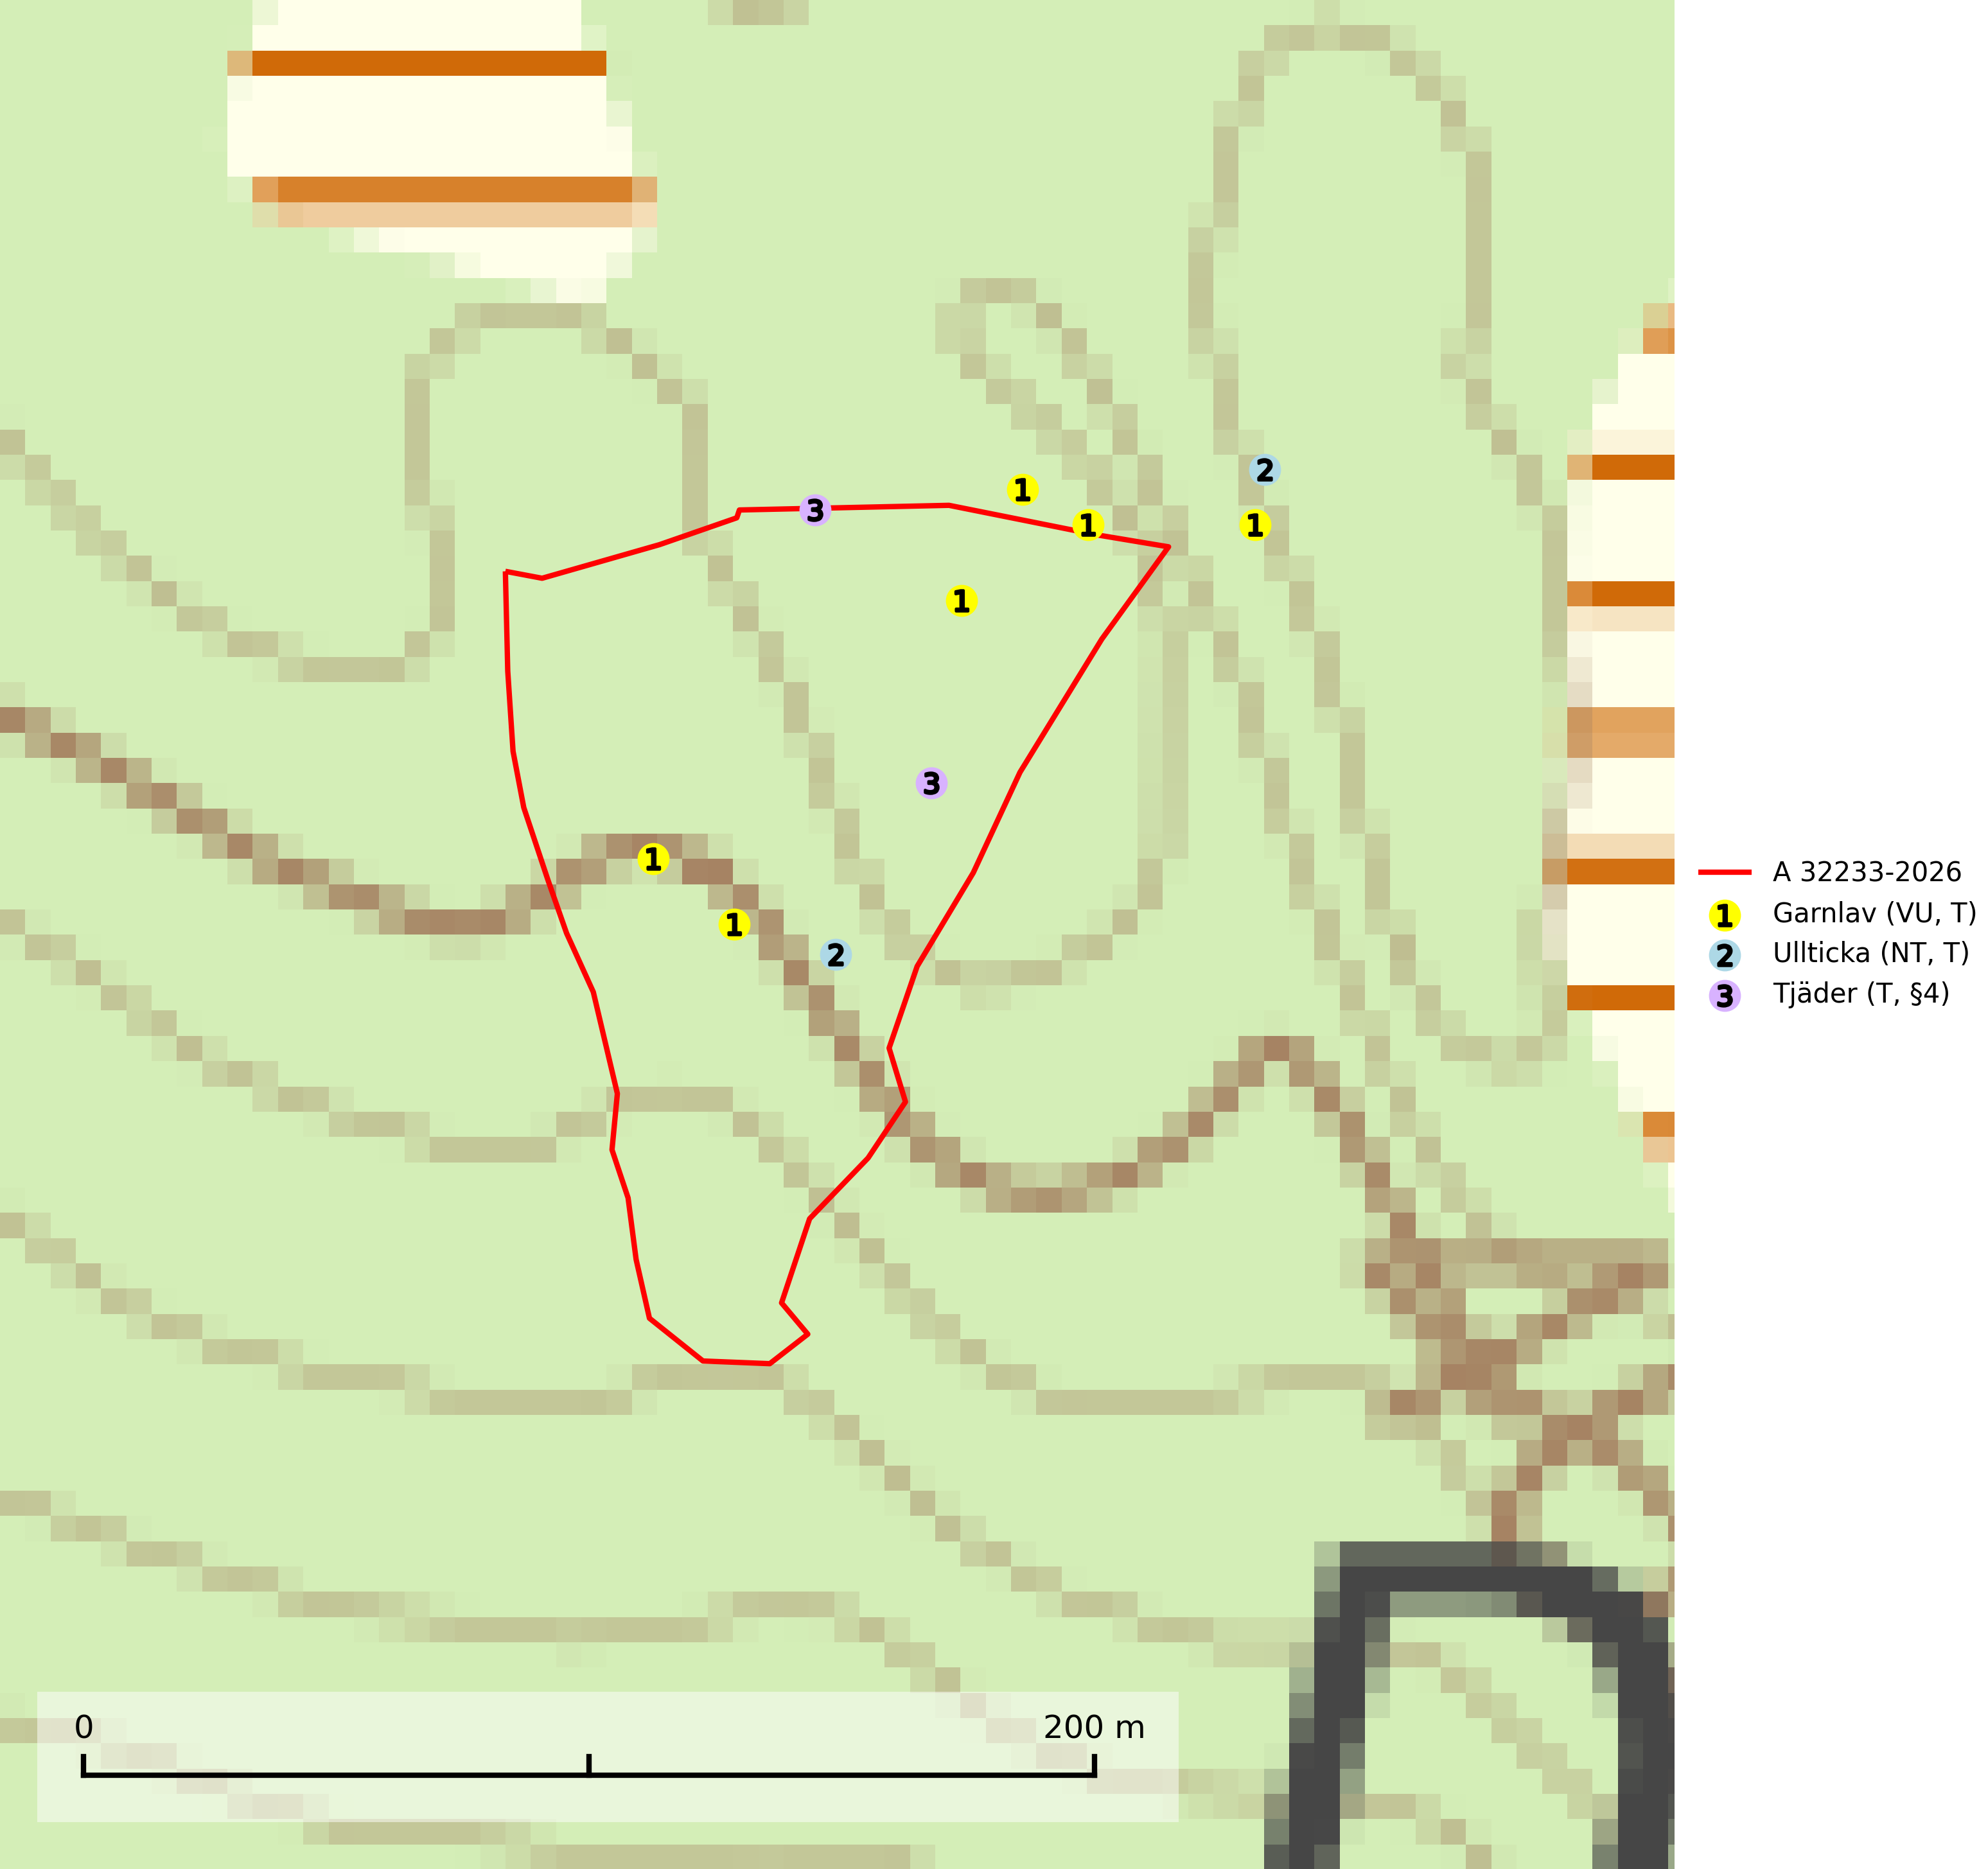 2
1
1
3
1
1
3
1
1
2
A 32233-2026
1 Garnlav (VU, T)
2 Ullticka (NT, T)
3 Tjäder (T, §4)
0 200 m